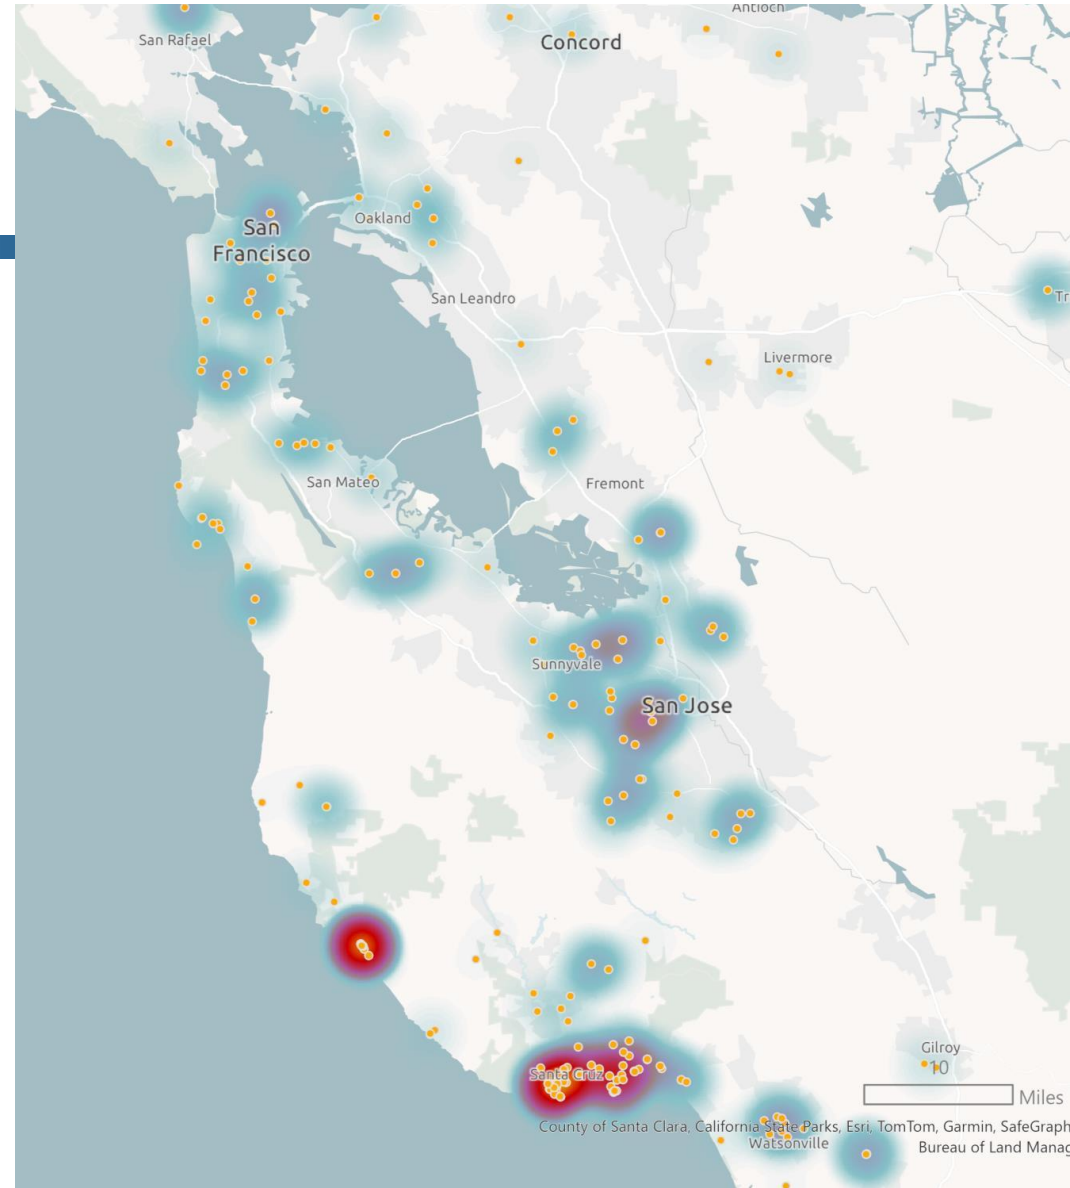 Antioch
San Rafael
Concord
San
Francisco
Oakland
San Leandro
Livermore
Tr
San Mateo
Fremont
Sunnyvale
San Jose
Santa Cruz
Gilroy
10
Miles
County of Santa Clara, California State Parks, Esri, TomTom, Garmin, SafeGraph
Watsonville
Bureau of Land Manag